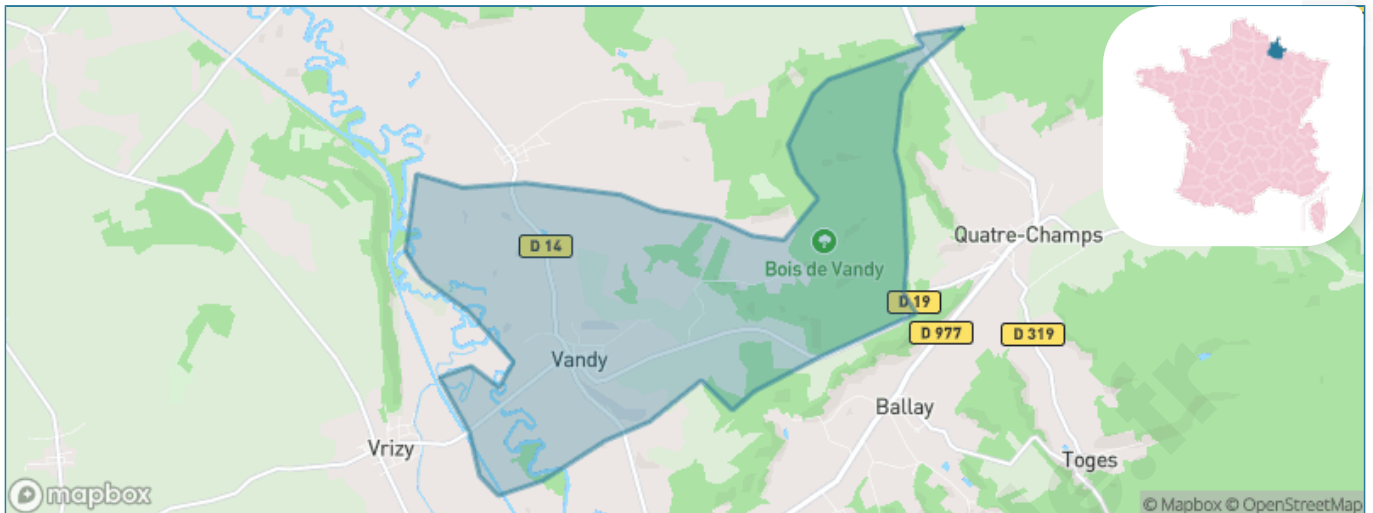 D 14
Quatre-Champs
Bois de Vandy
D 19
D 977
D 319
Vandy
Ballay
Vrizy
Toges
mapbox
© Mapbox © OpenStreetMap